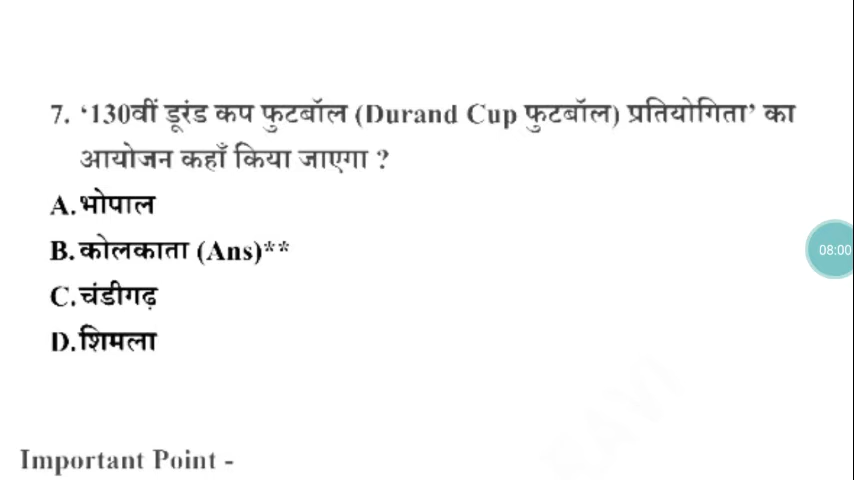 7. ‘130वीं डूरंड कप फुटबॉल (Durand Cup फुटबॉल) प्रतियोगिता’ का
आयोजन कहाँ किया जाएगा ?
A. भोपाल
B. कोलकाता (Ans)**
08:00
C. चंडीगढ़
D. शिमला
RAVI
Important Point -